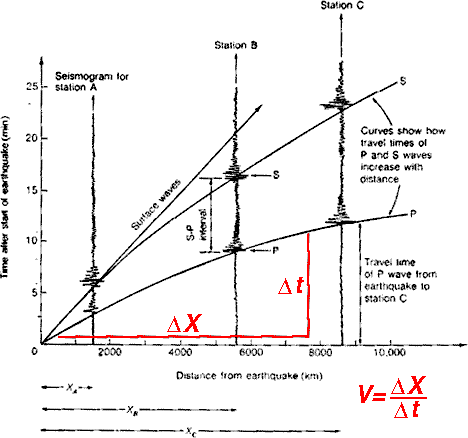 Station C
Station B
Seismogram for
station A
Time after start of earthquake (min)
25
20
15
10
5
0
2000
4000
6000
8000
10,000
Distance from earthquake (km)
Surface waves
S
S
P
P
S-P
interval
Curves show how
travel times of
P and S waves
increase with
distance
Travel time
of P wave from
earthquake to
station C
ΔX
Δt
V=ΔX
Δt
X_A
X_B
X_C